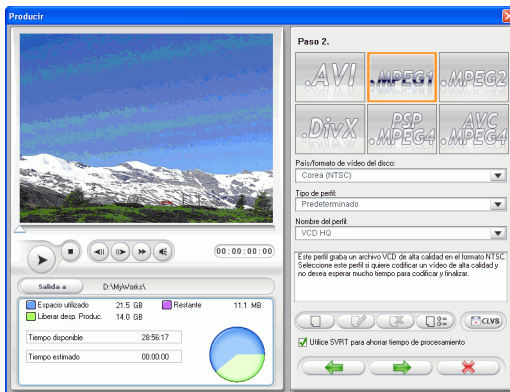 Producir
Paso 2.
.AVI
.MPEG1
.MPEG2
.DivX
PSP
.MPEG4
AVC
.MPEG4
País/formato de vídeo del disco:
Corea (NTSC)
Tipo de perfil:
Predeterminado
Nombre del perfil:
VCD HQ
Este perfil graba un archivo VCD de alta calidad en el formato NTSC
Seleccione este perfil si quiere codificar un vídeo de alta calidad y
no desea esperar mucho tiempo para codificar y finalizar.
CLVS
Utilice SVRT para ahorrar tiempo de procesamiento
00:00:00:00
Salida a
D:\MyWorks\
Espacio utilizado 21.5 GB Restante 11.1 MB
Liberar desp. Produc. 14.0 GB
Tiempo disponible 28:56:17
Tiempo estimado 00:00:00